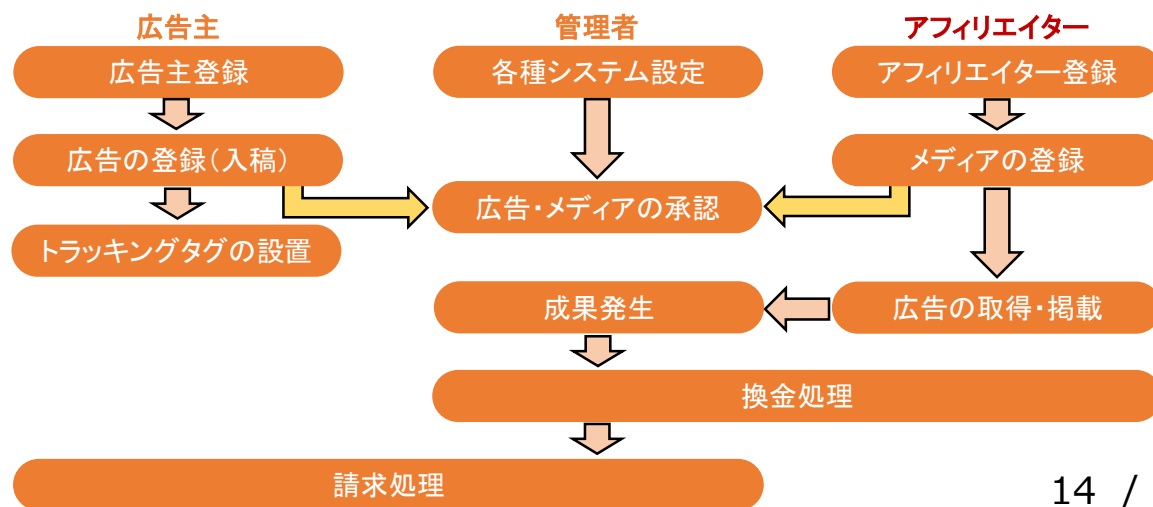 広告主
管理者
アフィリエイター
広告主登録
各種システム設定
アフィリエイター登録
広告の登録（入稿）
メディアの登録
広告・メディアの承認
トラッキングタグの設置
成果発生
広告の取得・掲載
換金処理
請求処理
14 /